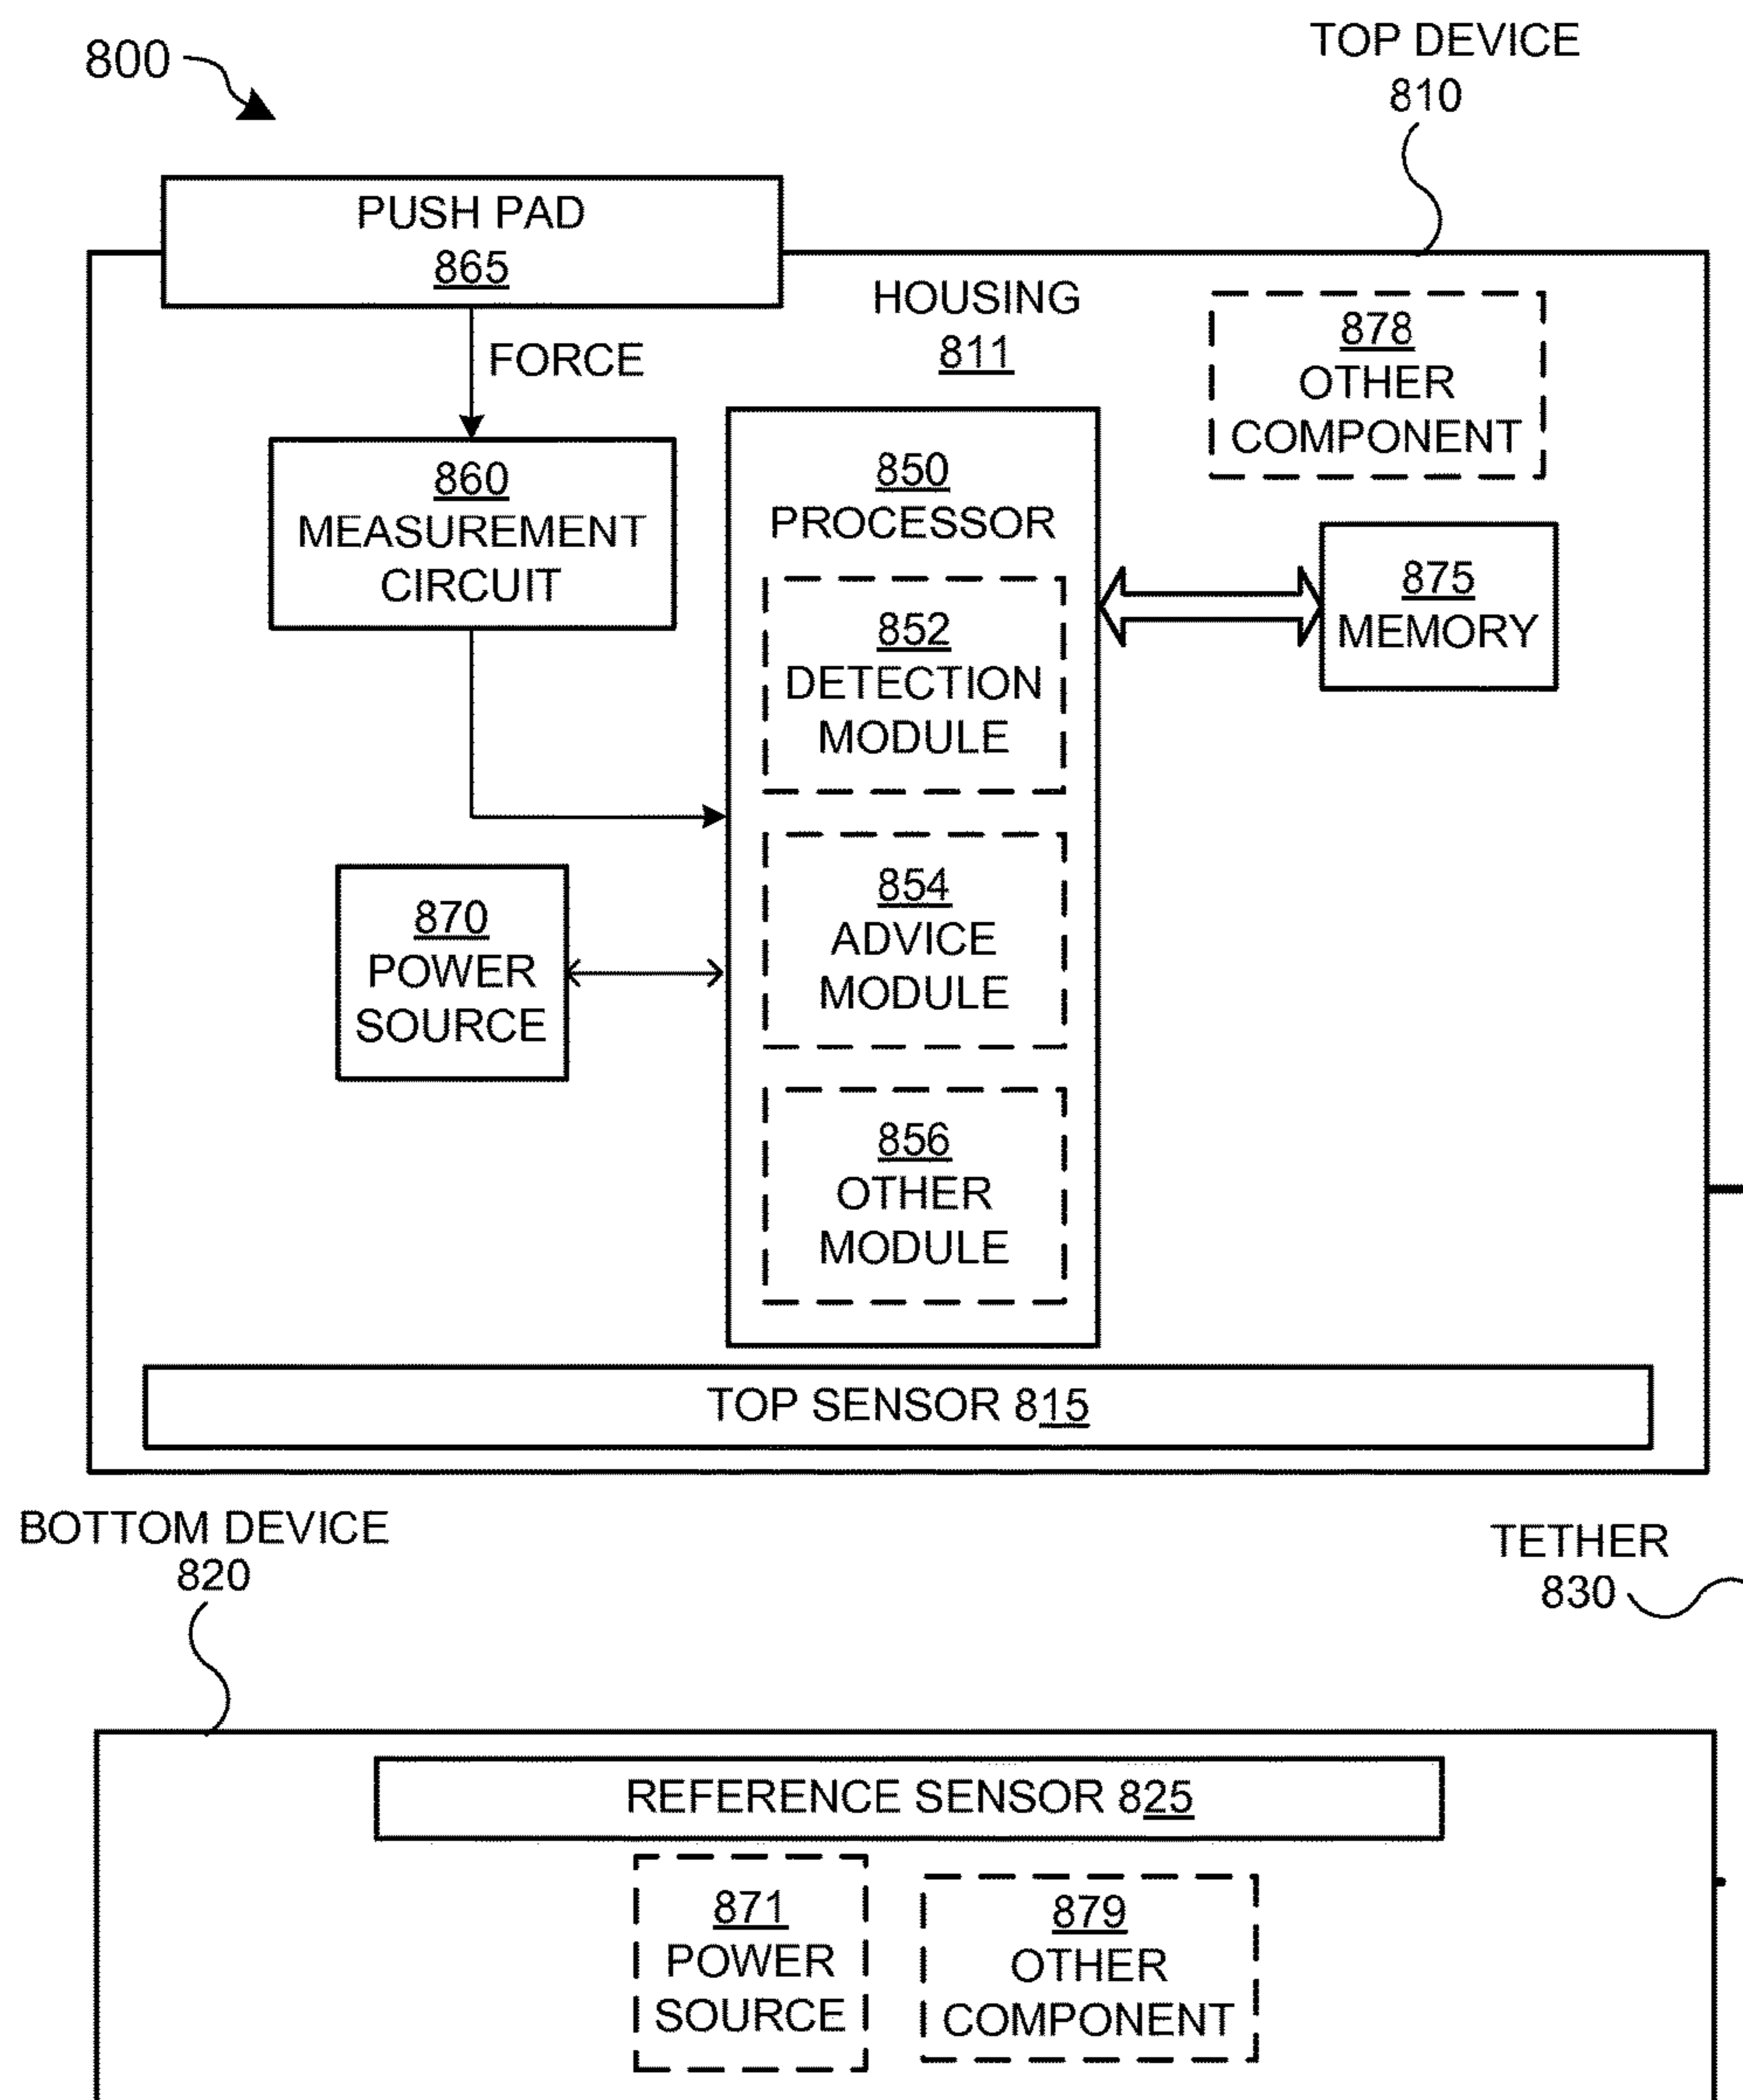 800
TOP DEVICE
810
PUSH PAD
865
HOUSING
811
878
OTHER
COMPONENT
FORCE
860
MEASUREMENT
CIRCUIT
850
PROCESSOR
852
DETECTION
MODULE
875
MEMORY
854
ADVICE
MODULE
870
POWER
SOURCE
856
OTHER
MODULE
TOP SENSOR 815
BOTTOM DEVICE
820
TETHER
830
REFERENCE SENSOR 825
871
POWER
SOURCE
879
OTHER
COMPONENT